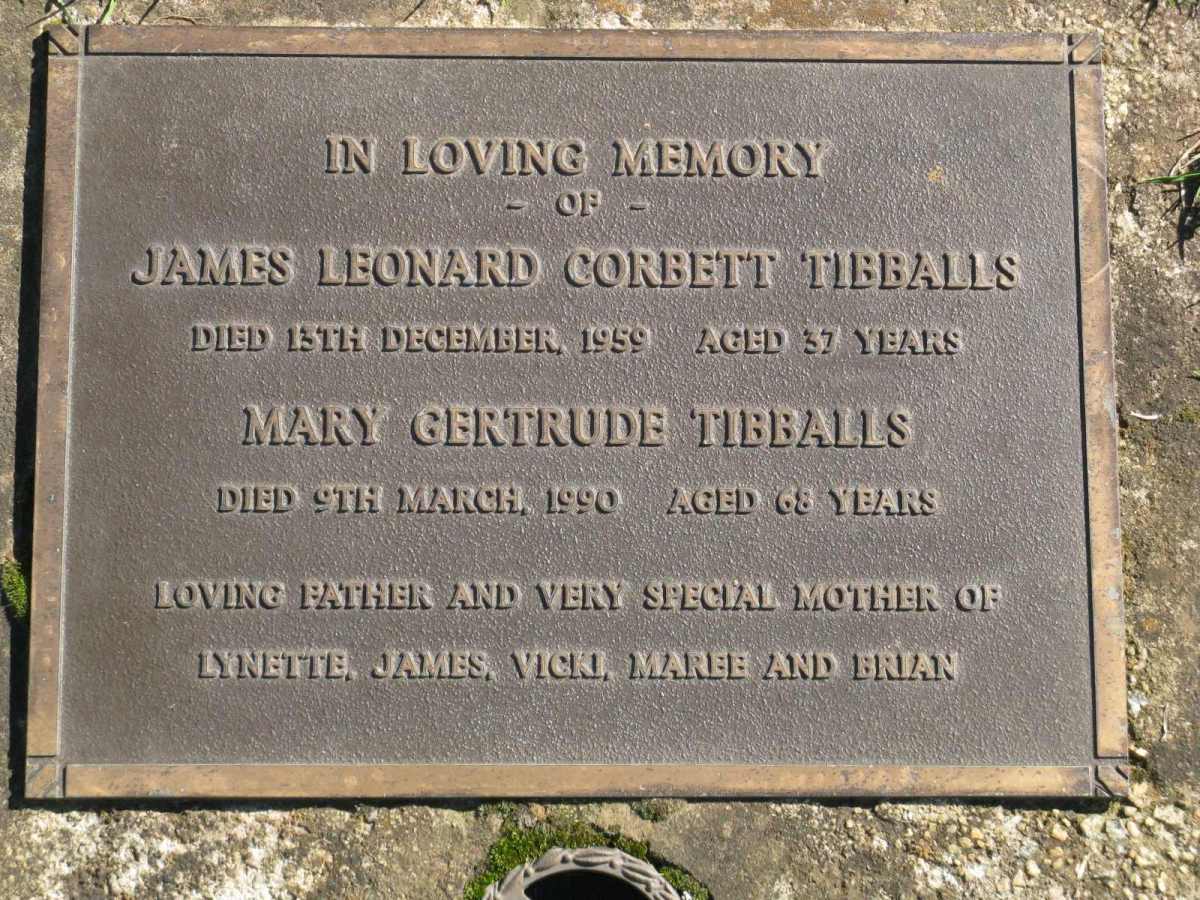 IN LOVING MEMORY
- OF -
JAMES LEONARD CORBETT TIBBALLS
DIED 13TH DECEMBER, 1959 AGED 37 YEARS
MARY GERTRUDE TIBBALLS
DIED 9TH MARCH, 1990 AGED 68 YEARS
LOVING FATHER AND VERY SPECIAL MOTHER OF
LYNETTE, JAMES, VICKI, MAREE AND BRIAN